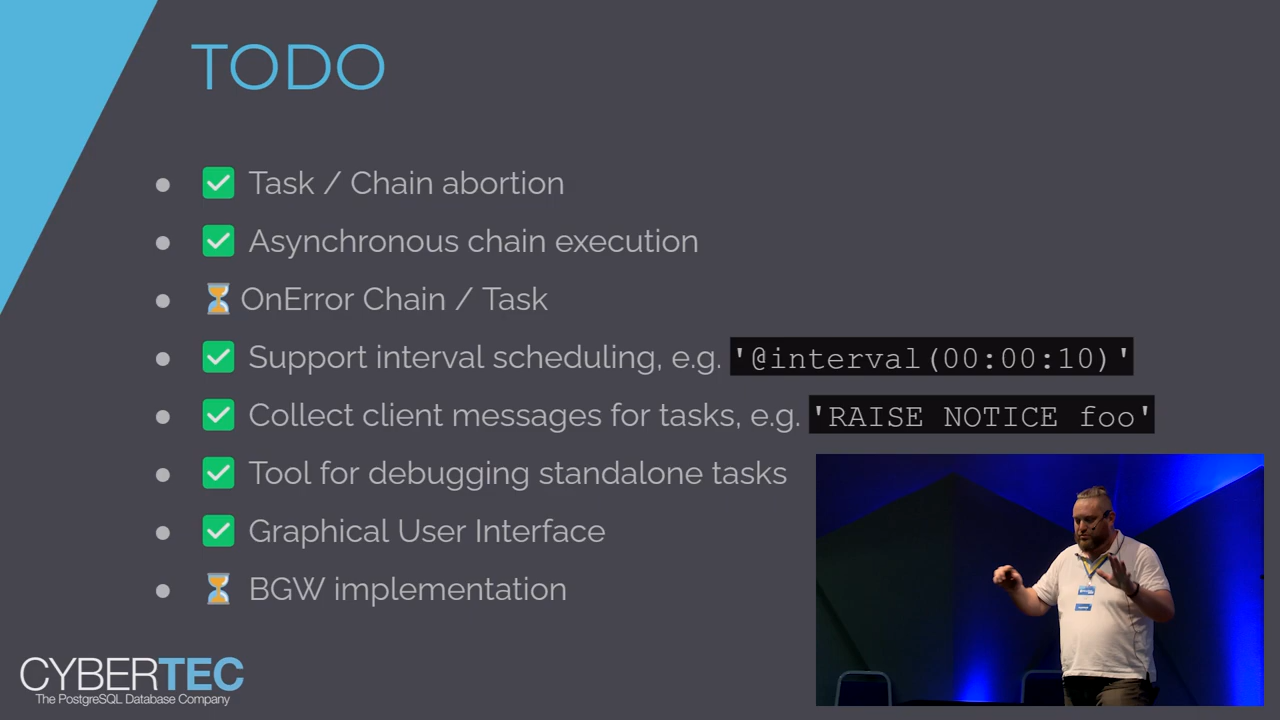 TODO
● ✅ Task / Chain abortion
● ✅ Asynchronous chain execution
● ⏳ OnError Chain / Task
● ✅ Support interval scheduling, e.g. '@interval(00:00:10)'
● ✅ Collect client messages for tasks, e.g. 'RAISE NOTICE foo'
● ✅ Tool for debugging standalone tasks
● ✅ Graphical User Interface
● ⏳ BGW implementation
CYBERTEC
The PostgreSQL Database Company